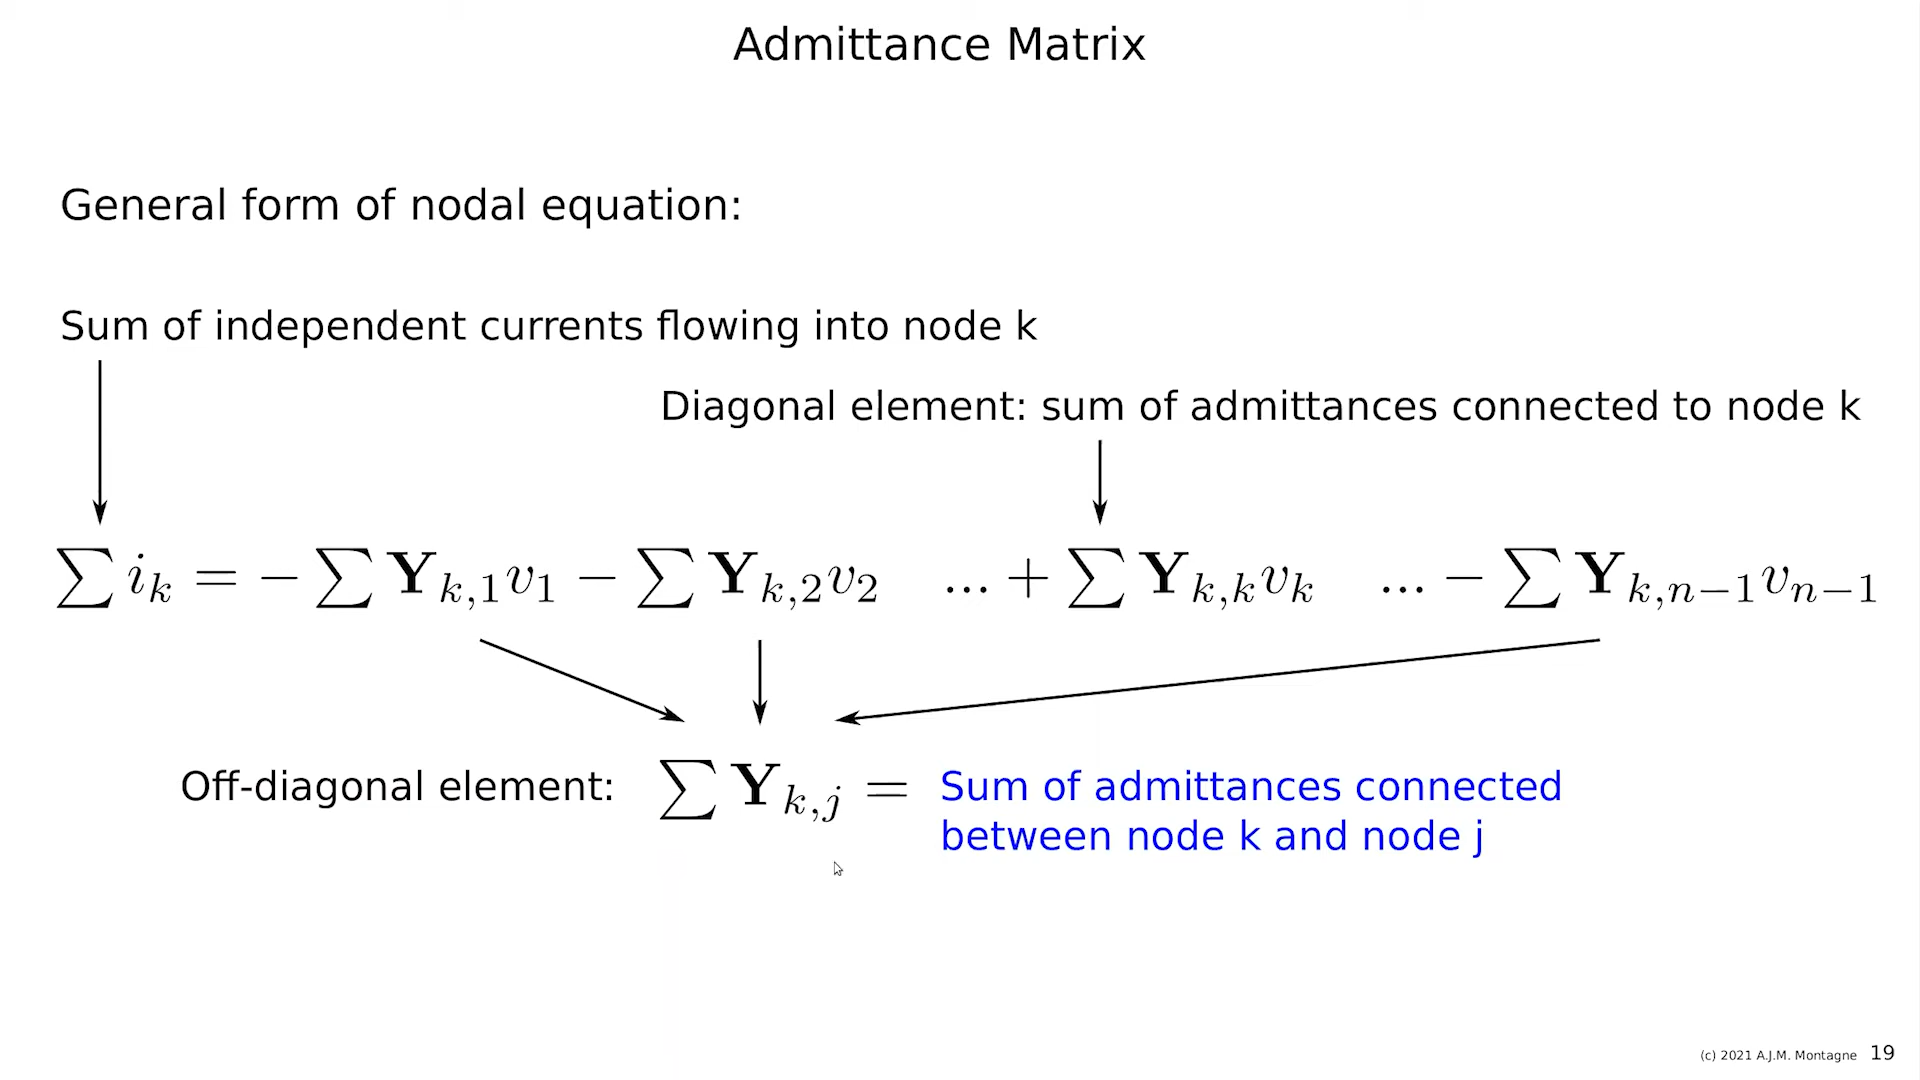 Admittance Matrix
General form of nodal equation:
Sum of independent currents flowing into node k
Diagonal element: sum of admittances connected to node k
∑ i_k = − ∑ Y_{k,1} v_1 − ∑ Y_{k,2} v_2 ... + ∑ Y_{k,k} v_k ... − ∑ Y_{k,n−1} v_{n−1}
Off-diagonal element: ∑ Y_{k,j} = Sum of admittances connected
between node k and node j
(c) 2021 A.J.M. Montagne 19